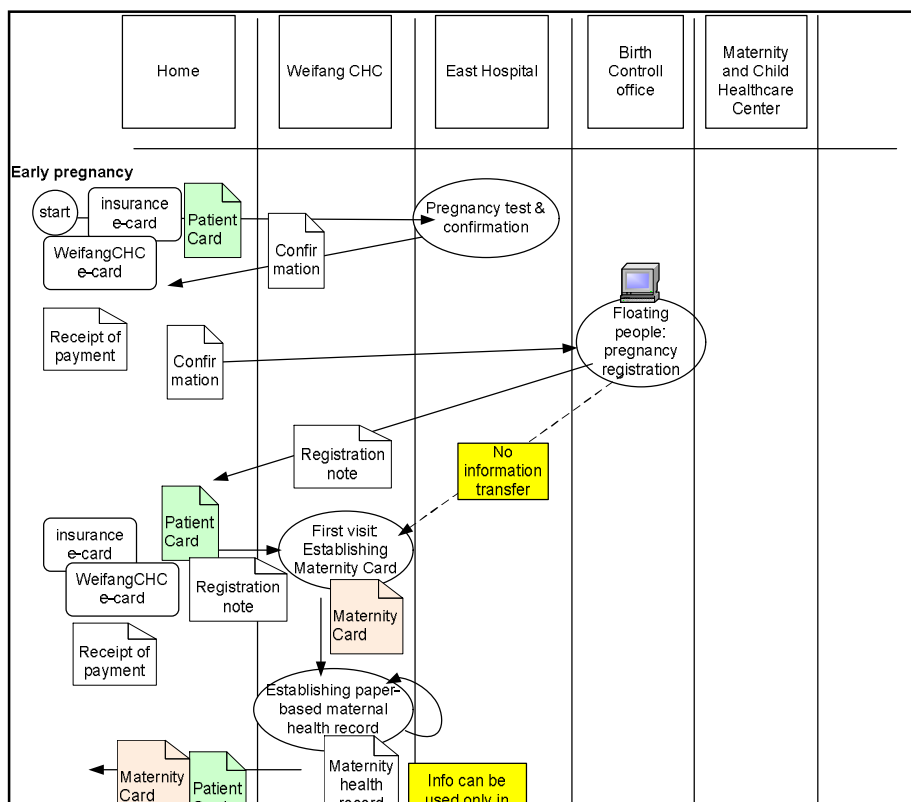 Home
Weifang CHC
East Hospital
Birth
Controll
office
Maternity
and Child
Healthcare
Center
Early pregnancy
start
insurance
e-card
Patient
Card
WeifangCHC
e-card
Confir
mation
Pregnancy test &
confirmation
Receipt of
payment
Confir
mation
Floating
people:
pregnancy
registration
Registration
note
No
information
transfer
insurance
e-card
WeifangCHC
e-card
Patient
Card
Registration
note
First visit:
Establishing
Maternity Card
Receipt of
payment
Maternity
Card
Establishing paper-
based maternal
health record
Maternity
Card
Patient
Card
Maternity
health
record
Info can be
used only in